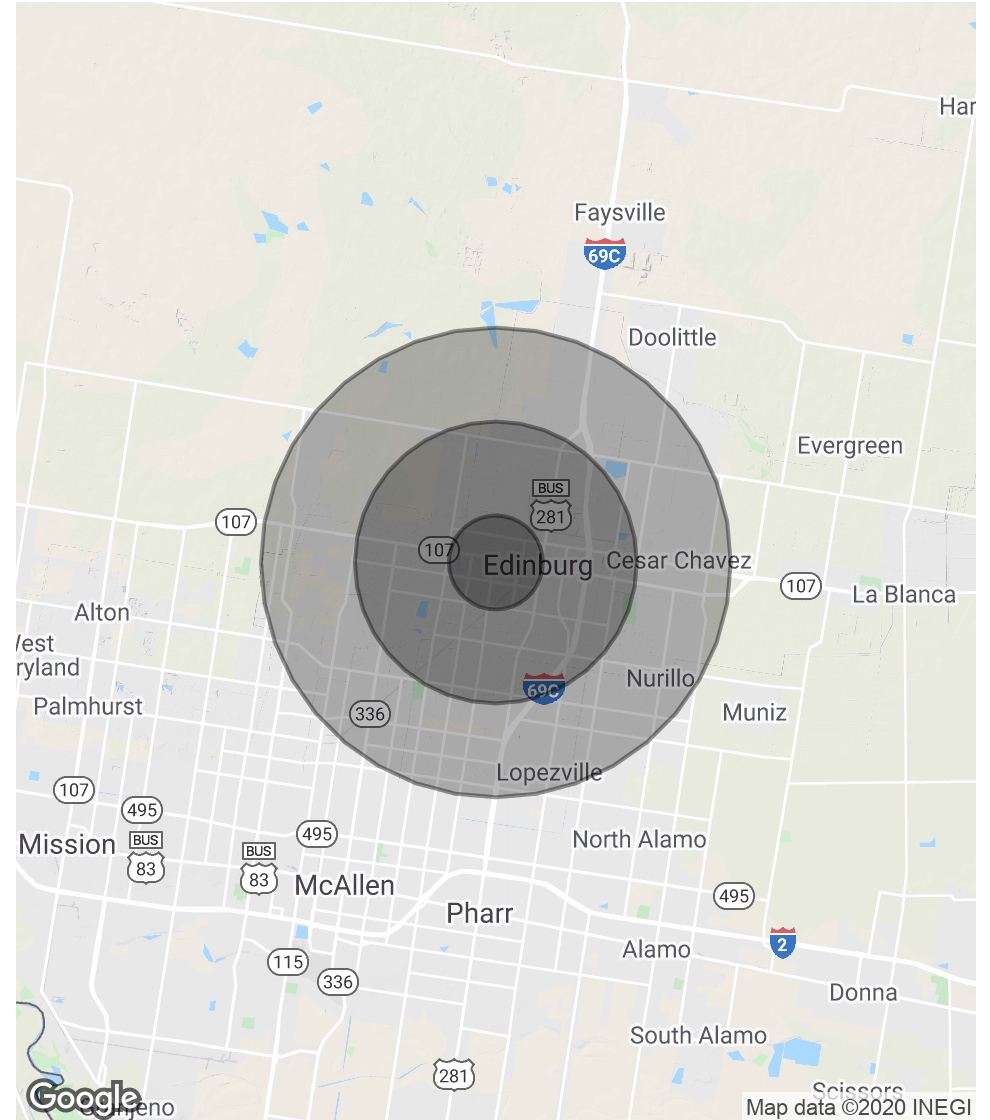 Har
Faysville
69C
Doolittle
Evergreen
BUS
281
107
107
Edinburg
Cesar Chavez
107
La Blanca
Alton
West
ryland
Nurillo
69C
Palmhurst
336
Muniz
Lopezville
107
495
495
North Alamo
Mission
BUS
83
BUS
83
McAllen
495
Pharr
2
Alamo
115
336
Donna
South Alamo
281
Scissors
Google
jeno
Map data ©2020 INEGI